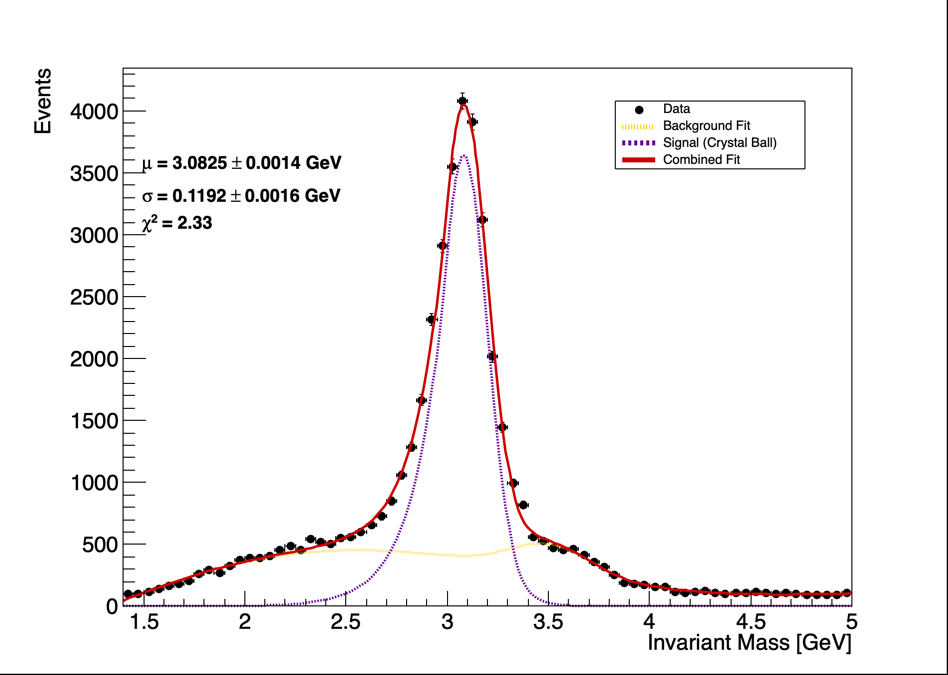 Events
4000
3500
3000
2500
2000
1500
1000
500
0
μ = 3.0825 ± 0.0014 GeV
σ = 0.1192 ± 0.0016 GeV
χ² = 2.33
Data
Background Fit
Signal (Crystal Ball)
Combined Fit
1.5 2 2.5 3 3.5 4 4.5 5
Invariant Mass [GeV]